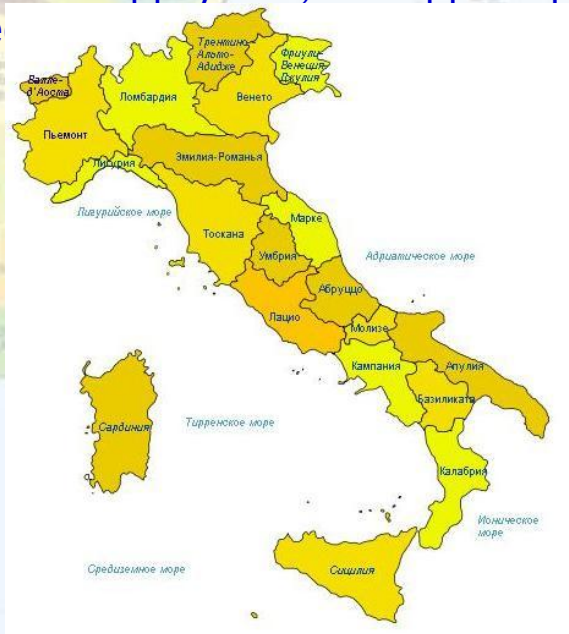 Трентино-
Альто-
Адидже
Фриули-
Венеция-
Джулия
Валле-
д'Аоста
Ломбардия
Венето
Пьемонт
Эмилия-Романья
Лигурия
Лигурийское море
Тоскана
Марке
Умбрия
Адриатическое море
Абруццо
Лацио
Молизе
Кампания
Апулия
Базиликата
Сардиния
Тирренское море
Калабрия
Ионическое
море
Средиземное море
Сицилия